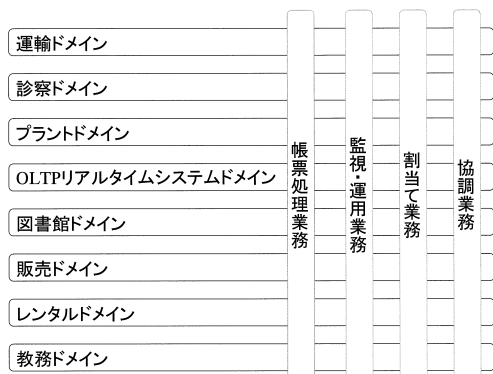 運輸ドメイン
診察ドメイン
プラントドメイン
OLTPリアルタイムシステムドメイン
図書館ドメイン
販売ドメイン
レンタルドメイン
教務ドメイン
帳票処理業務
監視・運用業務
割当て業務
協調業務